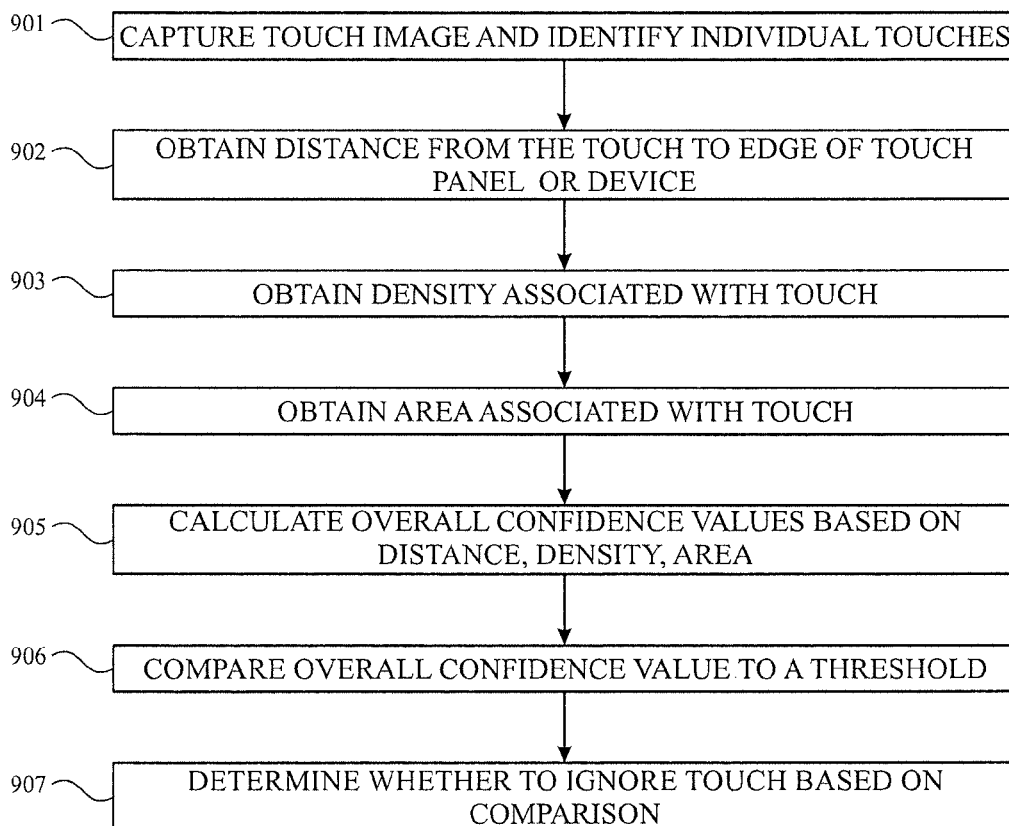 901
CAPTURE TOUCH IMAGE AND IDENTIFY INDIVIDUAL TOUCHES
902
OBTAIN DISTANCE FROM THE TOUCH TO EDGE OF TOUCH
PANEL OR DEVICE
903
OBTAIN DENSITY ASSOCIATED WITH TOUCH
904
OBTAIN AREA ASSOCIATED WITH TOUCH
905
CALCULATE OVERALL CONFIDENCE VALUES BASED ON
DISTANCE, DENSITY, AREA
906
COMPARE OVERALL CONFIDENCE VALUE TO A THRESHOLD
907
DETERMINE WHETHER TO IGNORE TOUCH BASED ON
COMPARISON